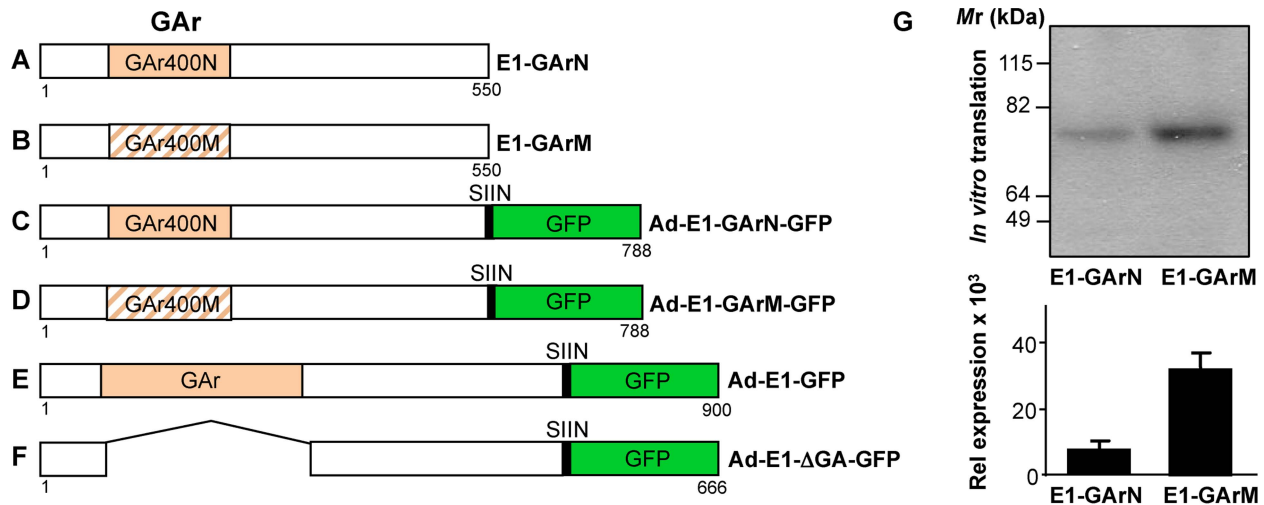 GAr
A GAr400N E1-GArN
1 550
B GAr400M E1-GArM
1 550
SIIN
C GAr400N GFP Ad-E1-GArN-GFP
1 788
SIIN
D GAr400M GFP Ad-E1-GArM-GFP
1 788
SIIN
E GAr GFP Ad-E1-GFP
1 900
SIIN
F GFP Ad-E1-ΔGA-GFP
1 666
G Mr (kDa)
In vitro translation
115
82
64
49
E1-GArN E1-GArM
Rel expression x 10³
40
20
0
E1-GArN E1-GArM